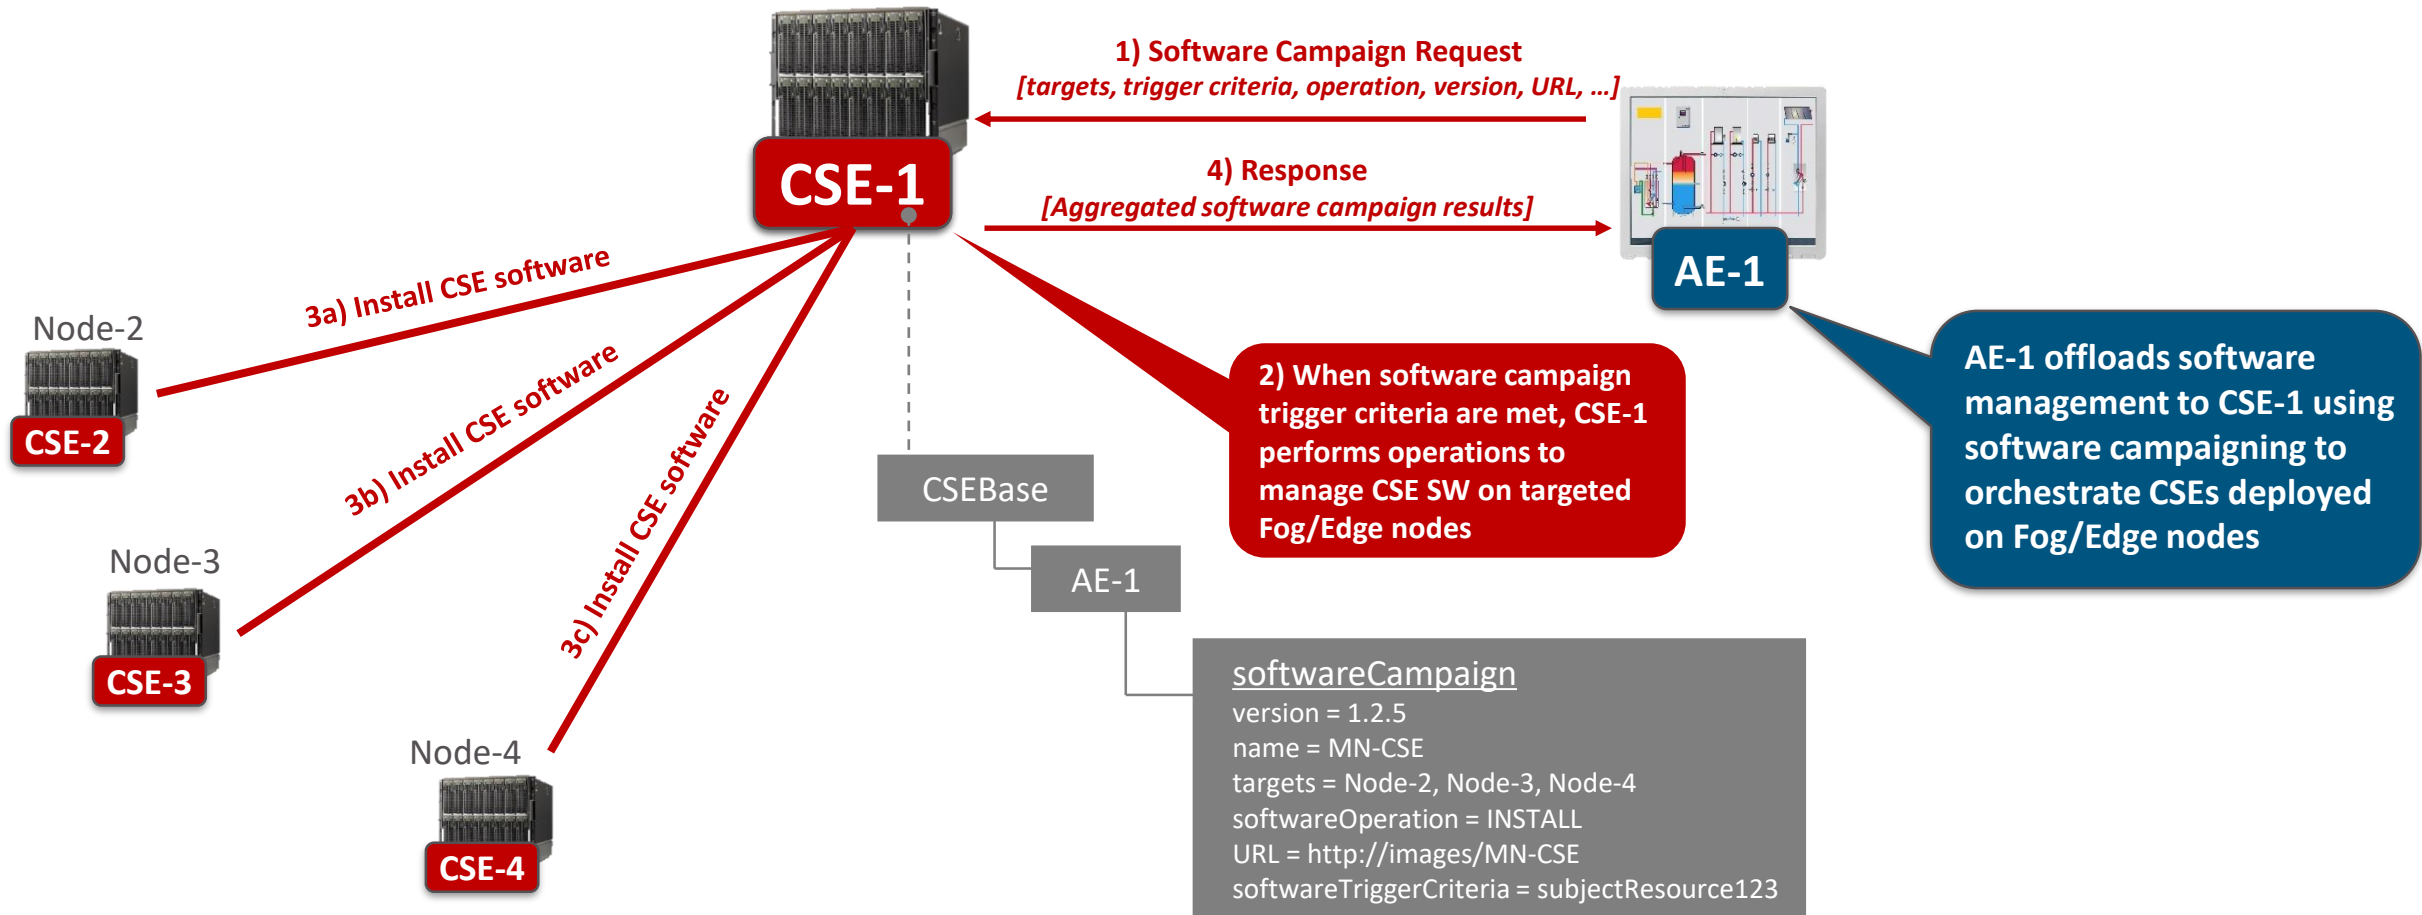 1) Software Campaign Request
[targets, trigger criteria, operation, version, URL, …]
CSE-1
4) Response
[Aggregated software campaign results]
AE-1
3a) Install CSE software
Node-2
CSE-2
3b) Install CSE software
Node-3
CSE-3
3c) Install CSE software
Node-4
CSE-4
2) When software campaign
trigger criteria are met, CSE-1
performs operations to
manage CSE SW on targeted
Fog/Edge nodes
AE-1 offloads software
management to CSE-1 using
software campaigning to
orchestrate CSEs deployed
on Fog/Edge nodes
CSEBase
AE-1
softwareCampaign
version = 1.2.5
name = MN-CSE
targets = Node-2, Node-3, Node-4
softwareOperation = INSTALL
URL = http://images/MN-CSE
softwareTriggerCriteria = subjectResource123